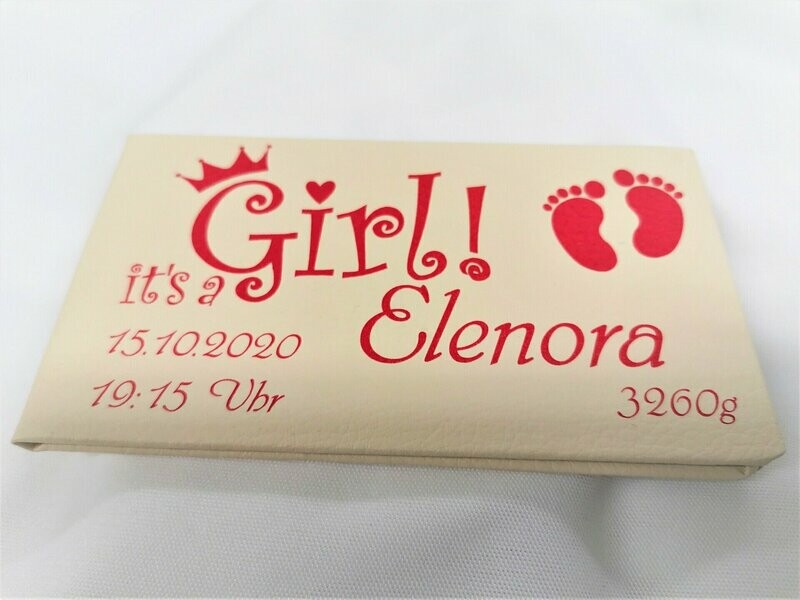 it's a Girl!
Elenora
15.10.2020
19:15 Uhr
3260g